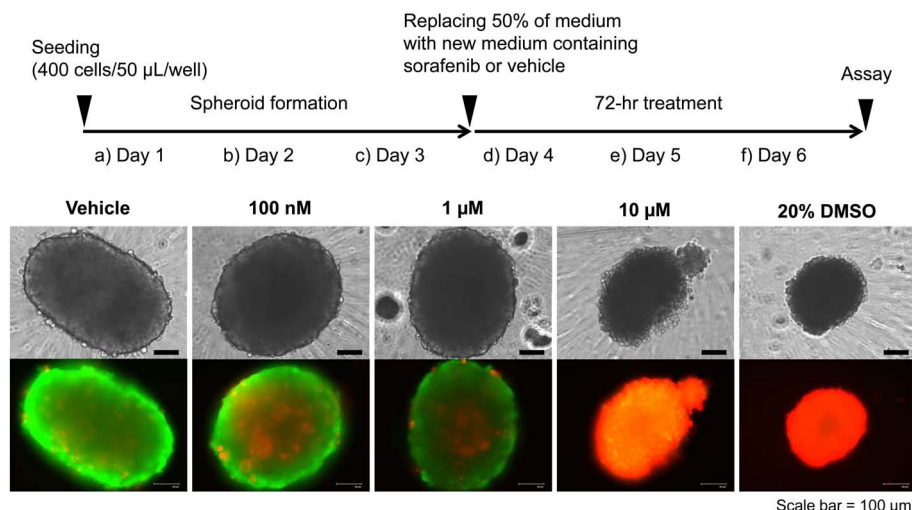 Seeding
(400 cells/50 µL/well)
Replacing 50% of medium
with new medium containing
sorafenib or vehicle
Assay
Spheroid formation
72-hr treatment
a) Day 1
b) Day 2
c) Day 3
d) Day 4
e) Day 5
f) Day 6
Vehicle
100 nM
1 µM
10 µM
20% DMSO
Scale bar = 100 µm